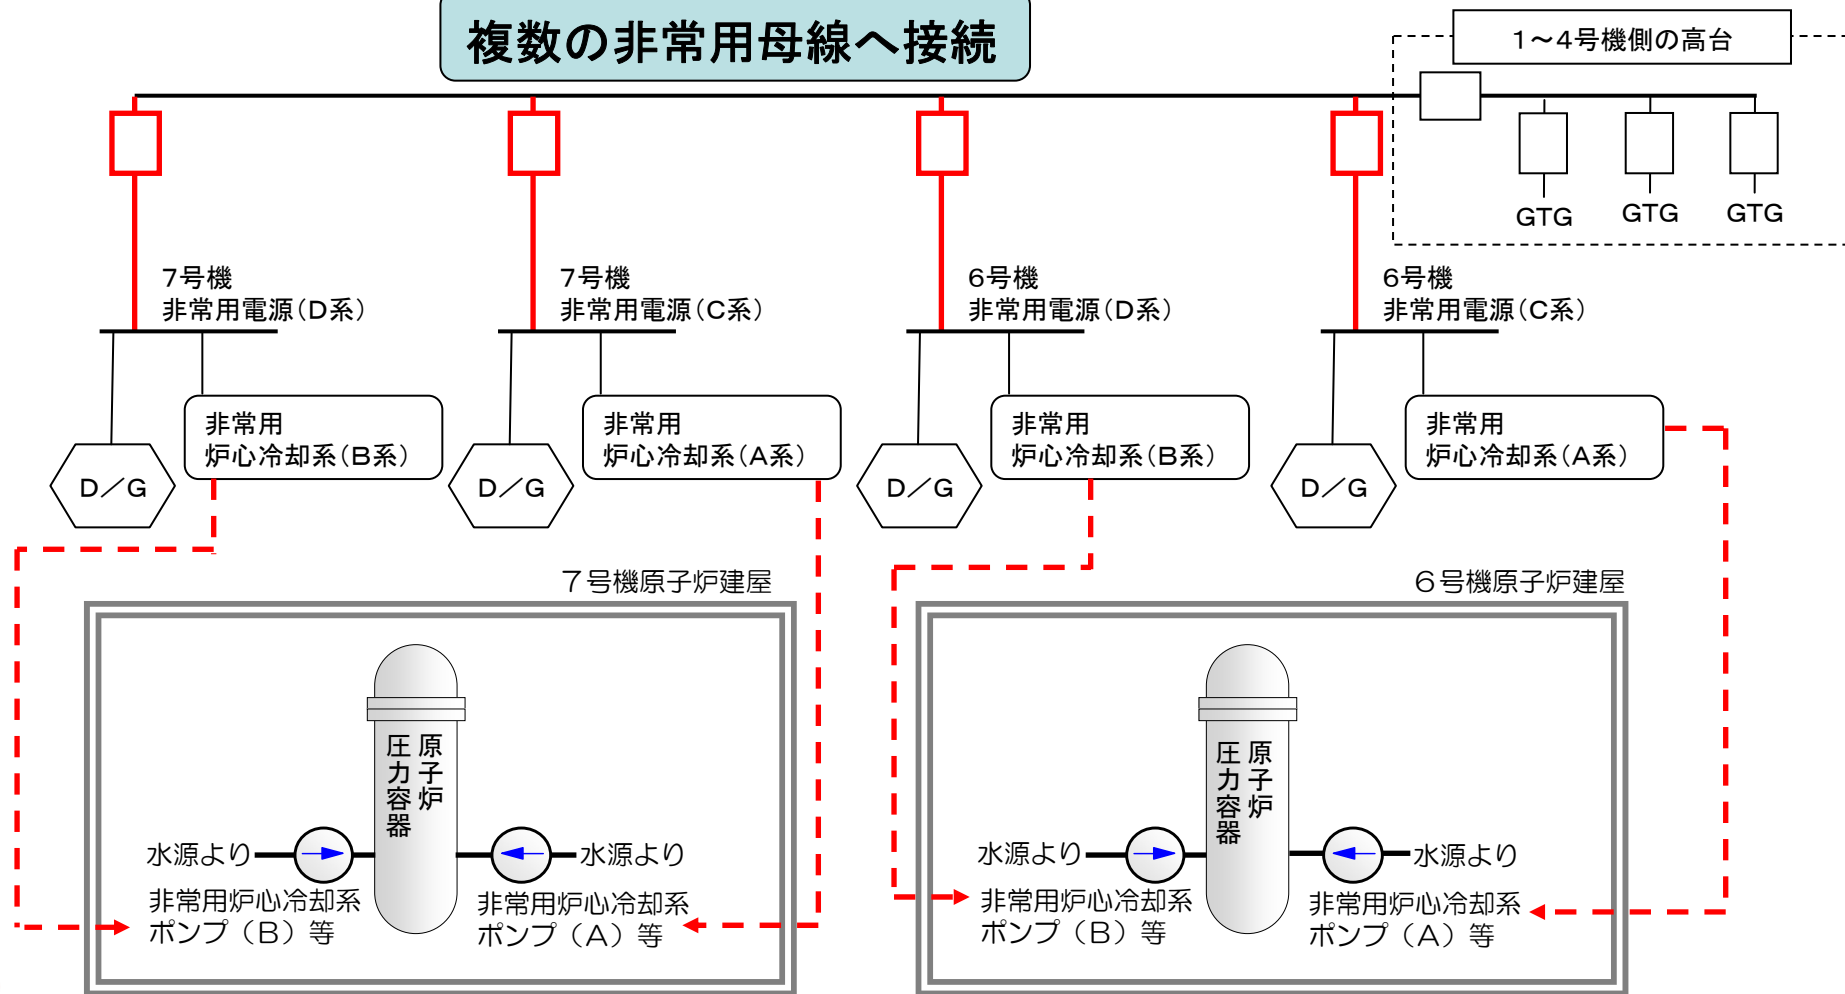 複数の非常用母線へ接続
1～4号機側の高台
GTG
GTG
GTG
7号機
非常用電源(D系)
7号機
非常用電源(C系)
6号機
非常用電源(D系)
6号機
非常用電源(C系)
非常用
炉心冷却系(B系)
非常用
炉心冷却系(A系)
非常用
炉心冷却系(B系)
非常用
炉心冷却系(A系)
D／G
D／G
D／G
D／G
７号機原子炉建屋
６号機原子炉建屋
原子炉
圧力容器
水源より
水源より
非常用炉心冷却系
ポンプ（B）等
非常用炉心冷却系
ポンプ（A）等
原子炉
圧力容器
水源より
水源より
非常用炉心冷却系
ポンプ（B）等
非常用炉心冷却系
ポンプ（A）等